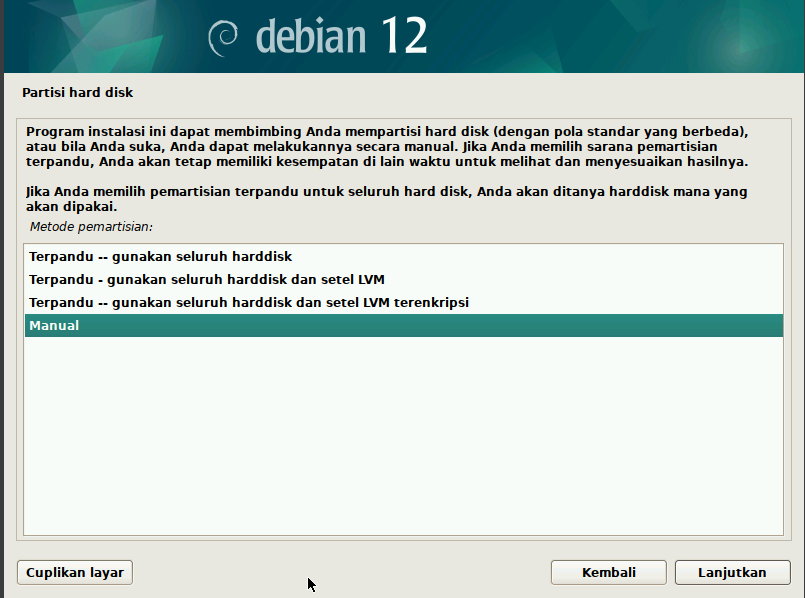 debian 12
Partisi hard disk
Program instalasi ini dapat membimbing Anda mempartisi hard disk (dengan pola standar yang berbeda),
atau bila Anda suka, Anda dapat melakukannya secara manual. Jika Anda memilih sarana pemartisian
terpandu, Anda akan tetap memiliki kesempatan di lain waktu untuk melihat dan menyesuaikan hasilnya.
Jika Anda memilih pemartisian terpandu untuk seluruh hard disk, Anda akan ditanya harddisk mana yang
akan dipakai.
Metode pemartisian:
Terpandu -- gunakan seluruh harddisk
Terpandu - gunakan seluruh harddisk dan setel LVM
Terpandu -- gunakan seluruh harddisk dan setel LVM terenkripsi
Manual
Cuplikan layar
Kembali
Lanjutkan